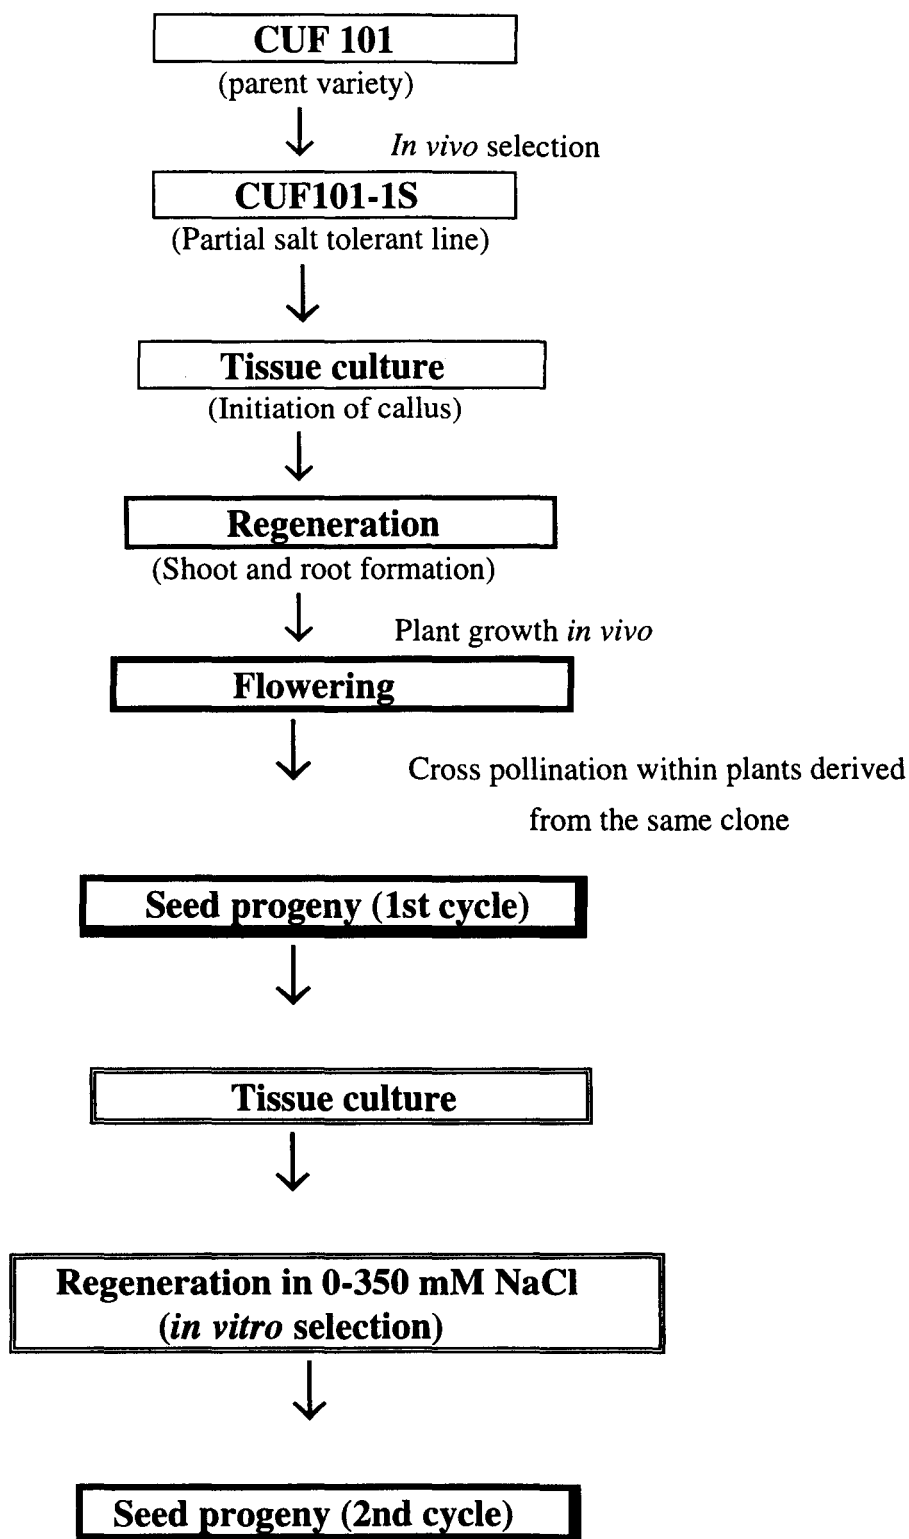 CUF 101
(parent variety)
In vivo selection
CUF101-1S
(Partial salt tolerant line)
Tissue culture
(Initiation of callus)
Regeneration
(Shoot and root formation)
Plant growth in vivo
Flowering
Cross pollination within plants derived
from the same clone
Seed progeny (1st cycle)
Tissue culture
Regeneration in 0-350 mM NaCl
(in vitro selection)
Seed progeny (2nd cycle)